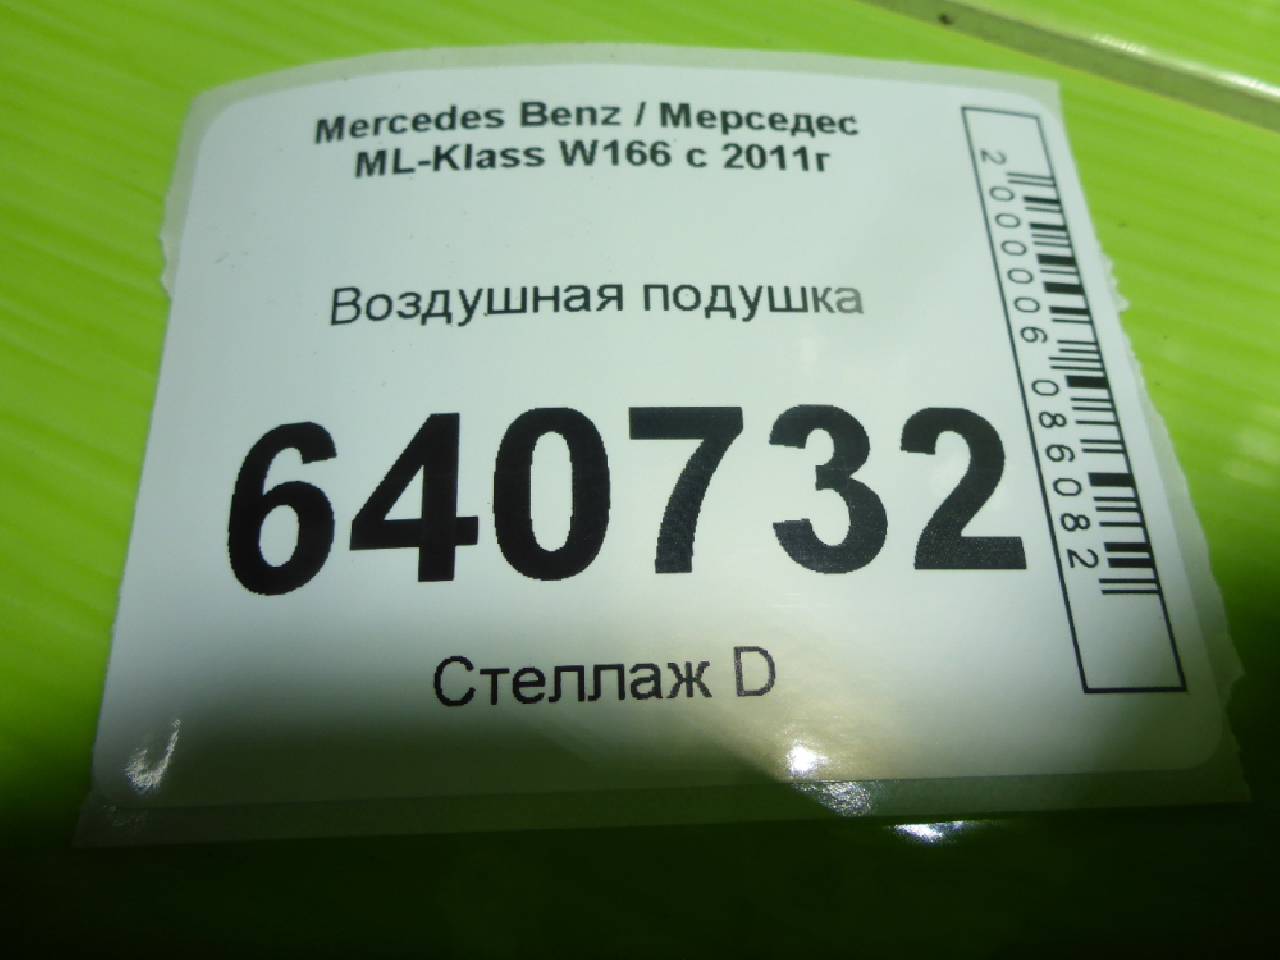 Mercedes Benz / Мерседес
ML-Klass W166 с 2011г
Воздушная подушка
640732
Стеллаж D
2000006086082